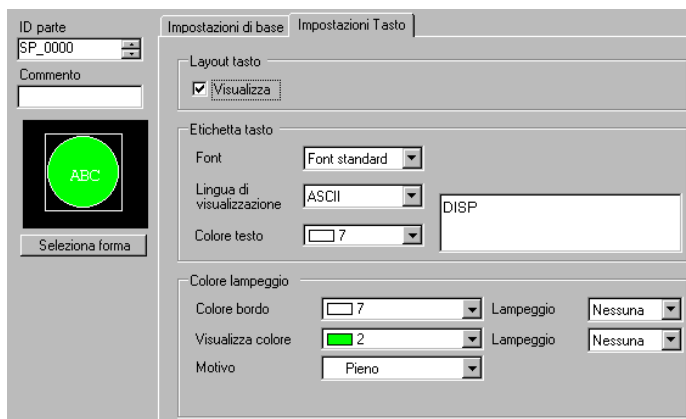 ID parte
SP_0000
Commento
ABC
Seleziona forma
Impostazioni di base
Impostazioni Tasto
Layout tasto
Visualizza
Etichetta tasto
Font
Font standard
Lingua di
visualizzazione
ASCII
Colore testo
7
DISP
Colore lampeggio
Colore bordo
7
Lampeggio
Nessuna
Visualizza colore
2
Lampeggio
Nessuna
Motivo
Pieno